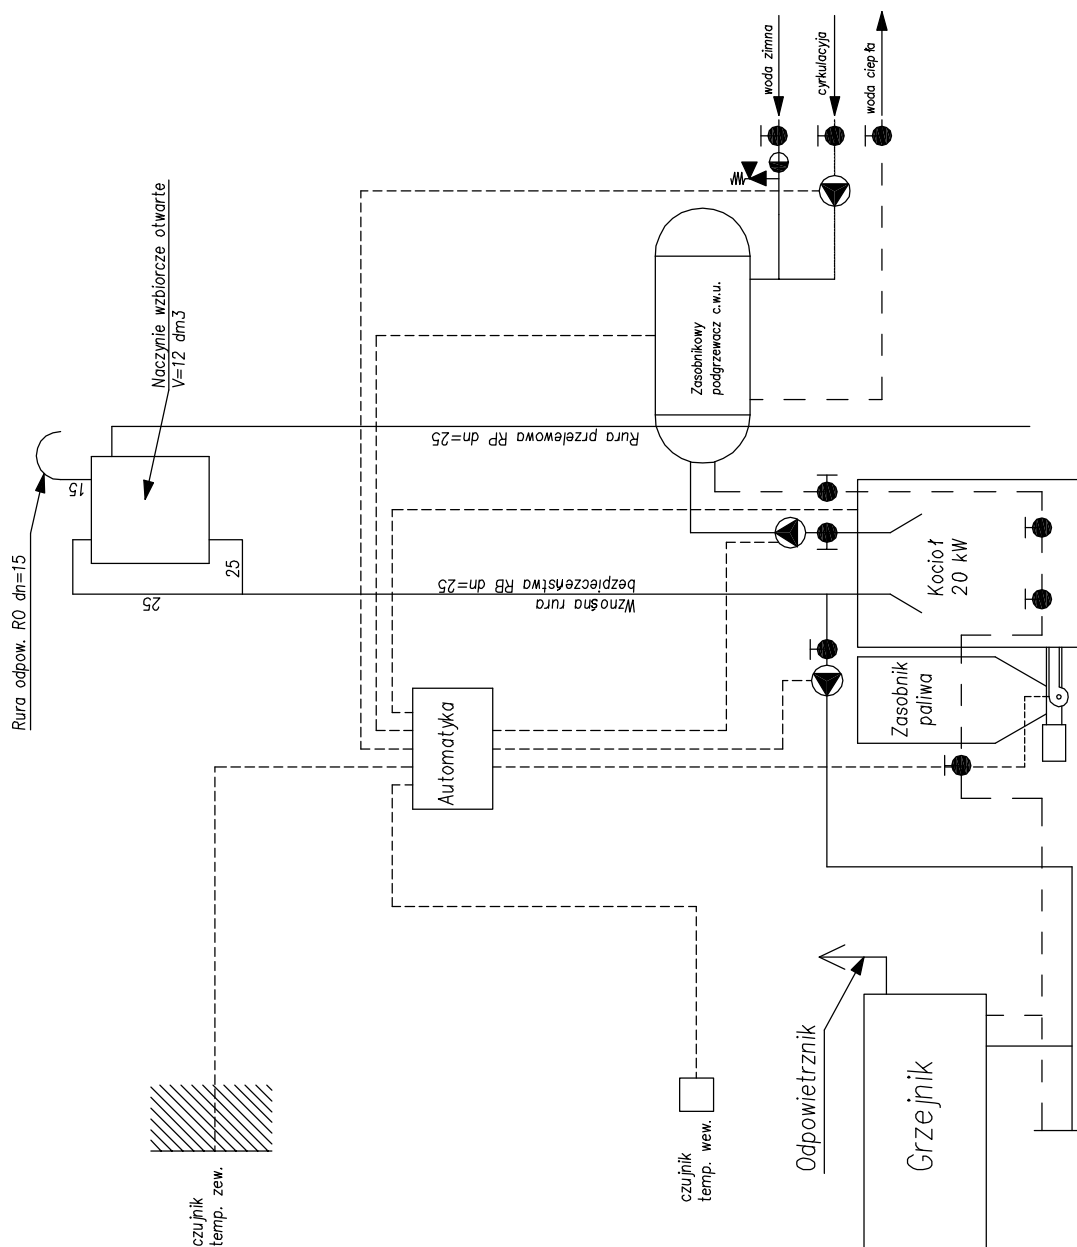 Rura odpow. RO dn=15
15
Naczynie wzbiorcze otwarte
V=12 dm3
25
25
Rura przelewowa RP dn=25
Wznośna rura
bezpieczeństwa RB dn=25
woda zimna
cyrkulacyja
woda ciepła
Zasobnikowy
podgrzewacz c.w.u.
Kocioł
20 kW
Zasobnik
paliwa
Automatyka
czujnik
temp. zew.
czujnik
temp. wew.
Odpowietrznik
Grzejnik